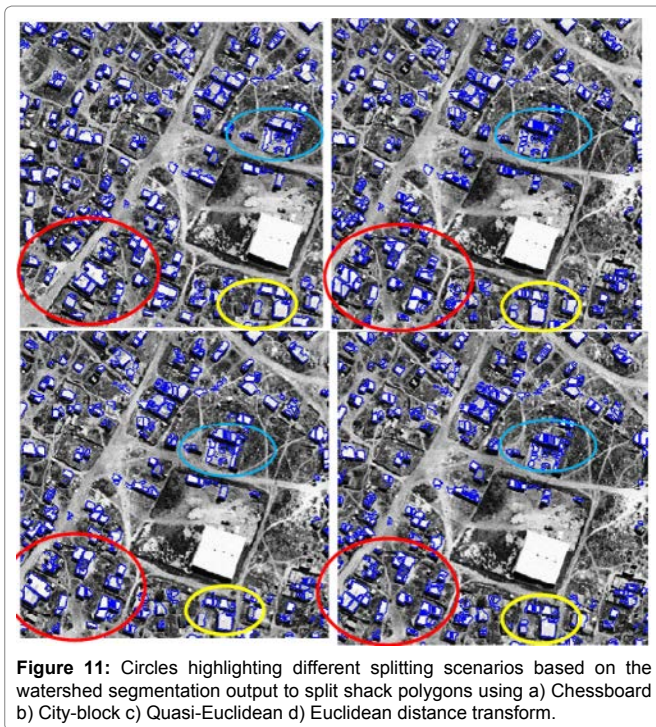 Figure 11: Circles highlighting different splitting scenarios based on the
watershed segmentation output to split shack polygons using a) Chessboard
b) City-block c) Quasi-Euclidean d) Euclidean distance transform.